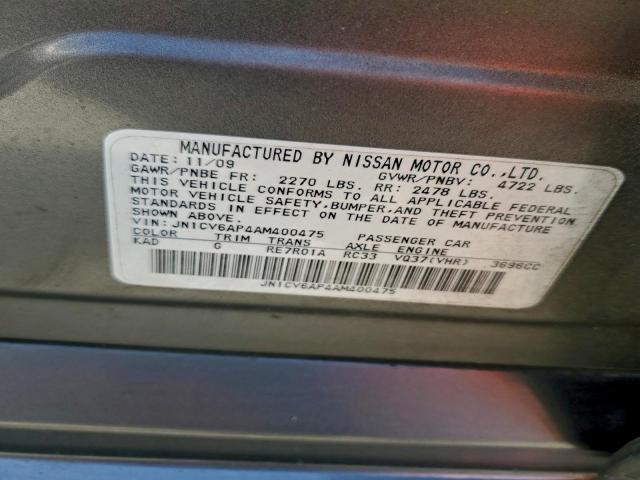 MANUFACTURED BY NISSAN MOTOR CO.,LTD.
DATE: 11/09 GVWR/PNBV: 4722 LBS.
GAWR/PNBE FR: 2270 LBS. RR: 2478 LBS.
THIS VEHICLE CONFORMS TO ALL APPLICABLE FEDERAL
MOTOR VEHICLE SAFETY,BUMPER,AND THEFT PREVENTION
STANDARDS IN EFFECT ON THE DATE OF MANUFACTURE
SHOWN ABOVE.
VIN: JN1CV6AP4AM400475 PASSENGER CAR
COLOR TRIM TRANS AXLE ENGINE
KAD G RE7R01A RC33 VQ37(VHR) 3696CC
JN1CV6AP4AM400475